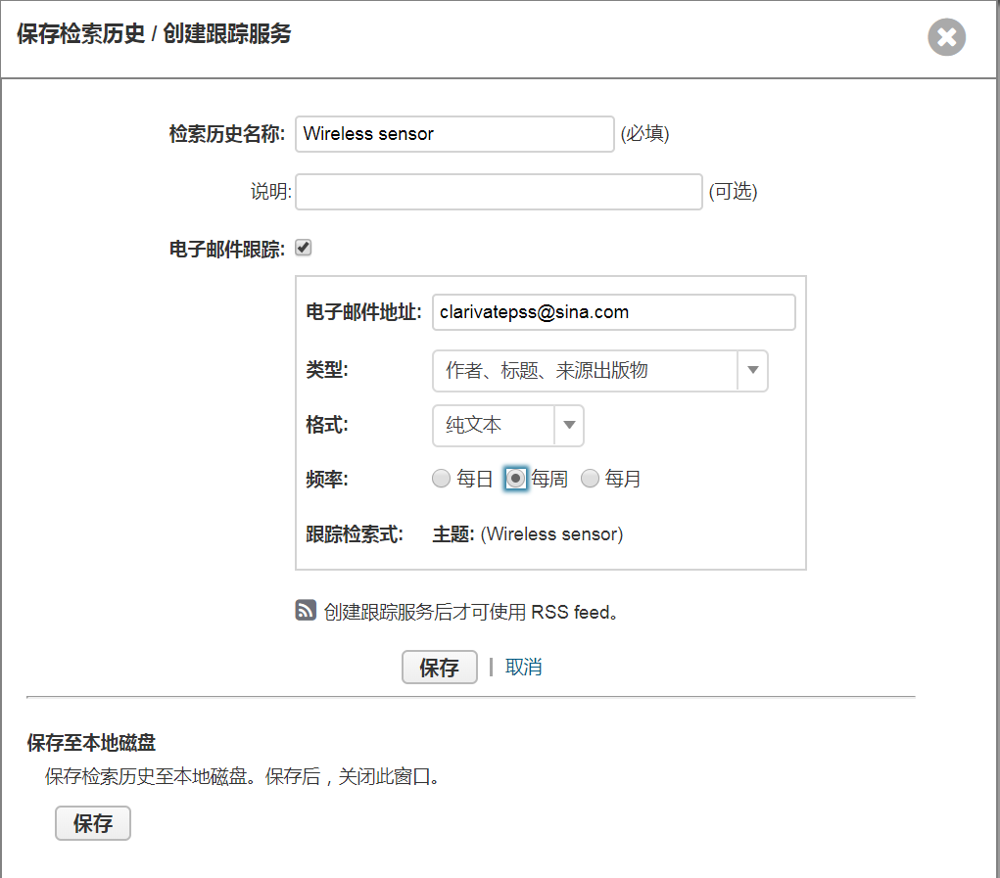 保存检索历史 / 创建跟踪服务
检索历史名称: Wireless sensor (必填)
说明: (可选)
电子邮件跟踪:
电子邮件地址: clarivatepss@sina.com
类型: 作者、标题、来源出版物
格式: 纯文本
频率: 每日 每周 每月
跟踪检索式: 主题: (Wireless sensor)
创建跟踪服务后才可使用 RSS feed。
保存 | 取消
保存至本地磁盘
保存检索历史至本地磁盘。保存后，关闭此窗口。
保存